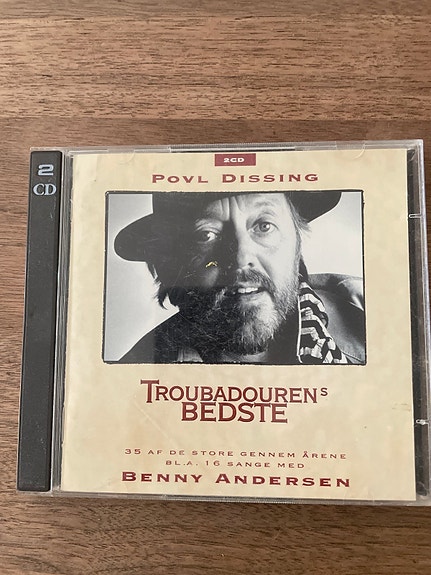 2
CD
2CD
POVL DISSING
TROUBADOURENS
BEDSTE
35 AF DE STORE GENNEM ÅRENE
BL.A. 16 SANGE MED
BENNY ANDERSEN